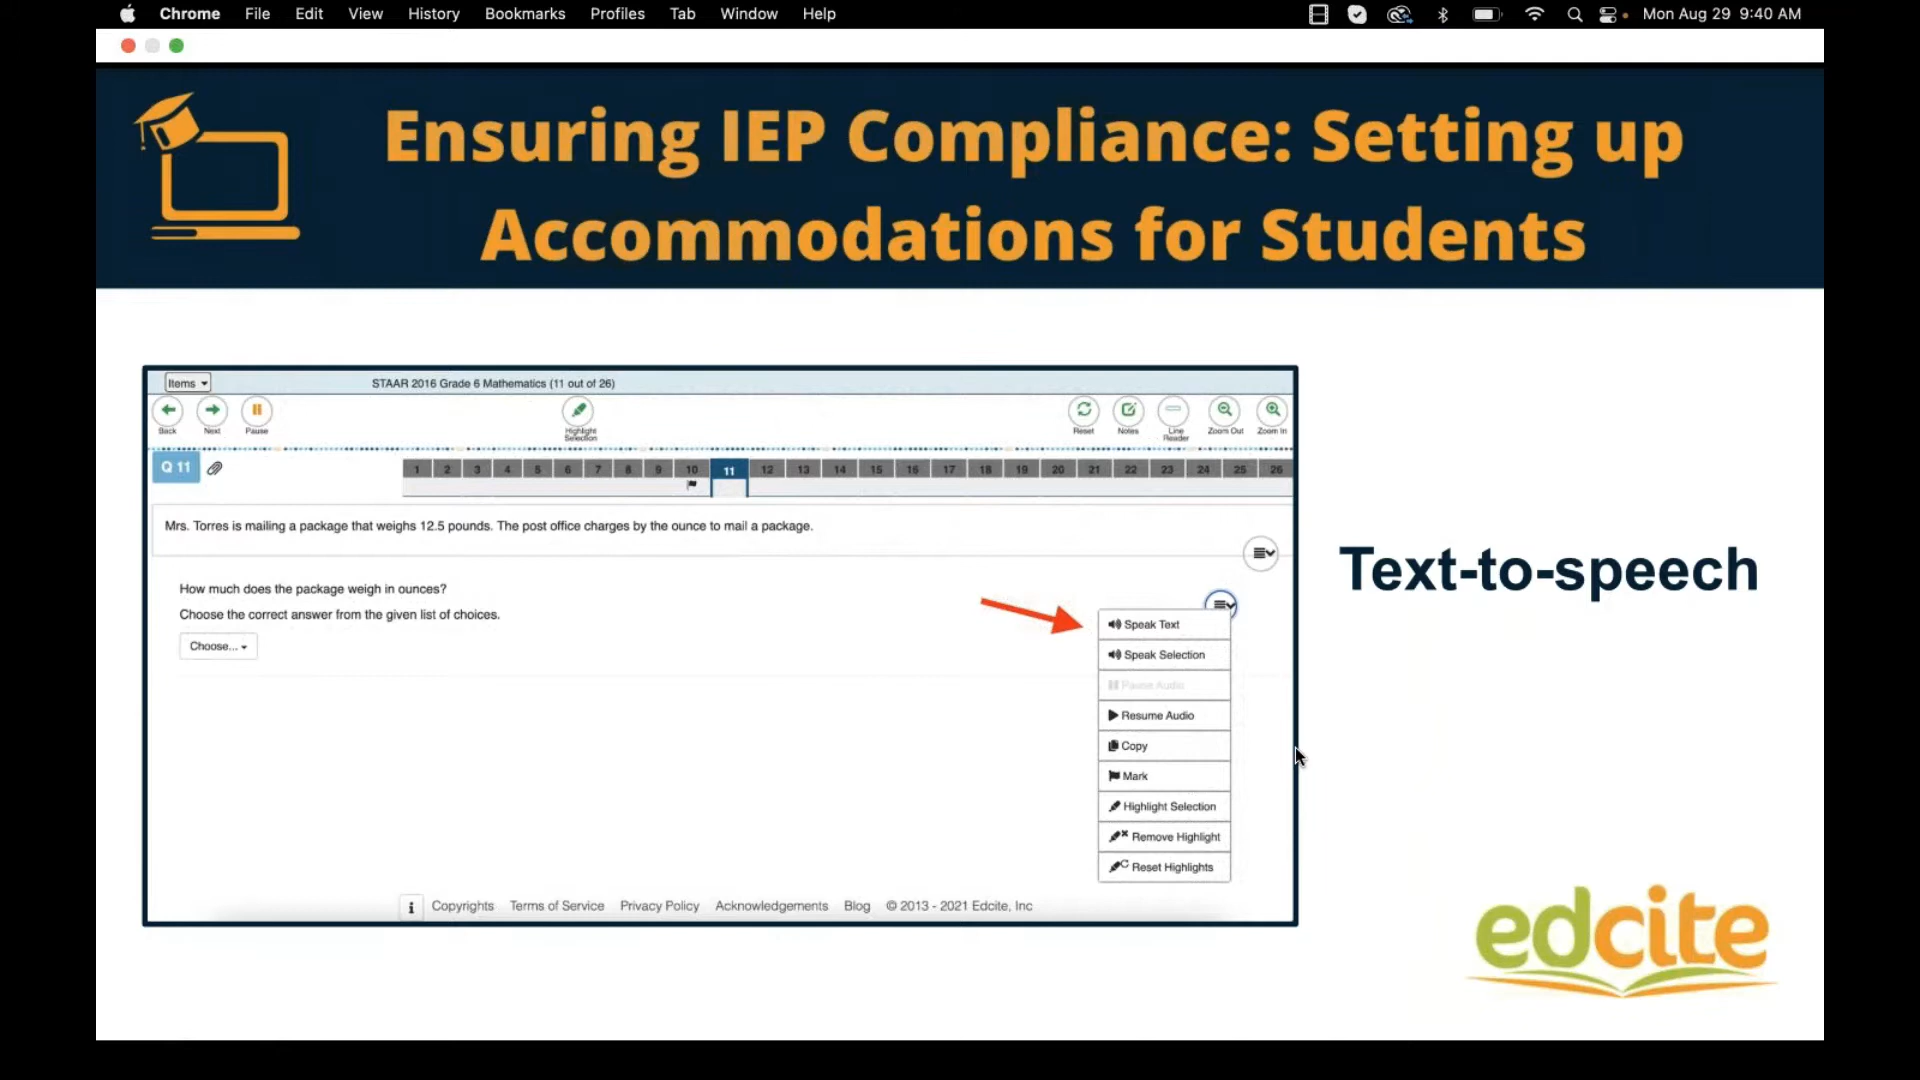 Chrome File Edit View History Bookmarks Profiles Tab Window Help Mon Aug 29 9:40 AM
Ensuring IEP Compliance: Setting up
Accommodations for Students
Items STAAR 2016 Grade 6 Mathematics (11 out of 26)
Back Next Pause Highlight Selection Reset Notes Line Reader Zoom Out Zoom In
Q 11 1 2 3 4 5 6 7 8 9 10 11 12 13 14 15 16 17 18 19 20 21 22 23 24 25 26
Mrs. Torres is mailing a package that weighs 12.5 pounds. The post office charges by the ounce to mail a package.
How much does the package weigh in ounces?
Choose the correct answer from the given list of choices.
Choose...
Speak Text
Speak Selection
Pause Audio
Resume Audio
Copy
Mark
Highlight Selection
Remove Highlight
Reset Highlights
Text-to-speech
i Copyrights Terms of Service Privacy Policy Acknowledgements Blog © 2013 - 2021 Edcite, Inc
edcite